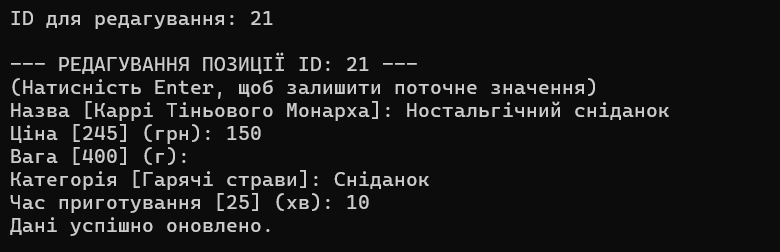 ID для редагування: 21
--- РЕДАГУВАННЯ ПОЗИЦІЇ ID: 21 ---
(Натисність Enter, щоб залишити поточне значення)
Назва [Каррі Тіньового Монарха]: Ностальгічний сніданок
Ціна [245] (грн): 150
Вага [400] (г):
Категорія [Гарячі страви]: Сніданок
Час приготування [25] (хв): 10
Дані успішно оновлено.